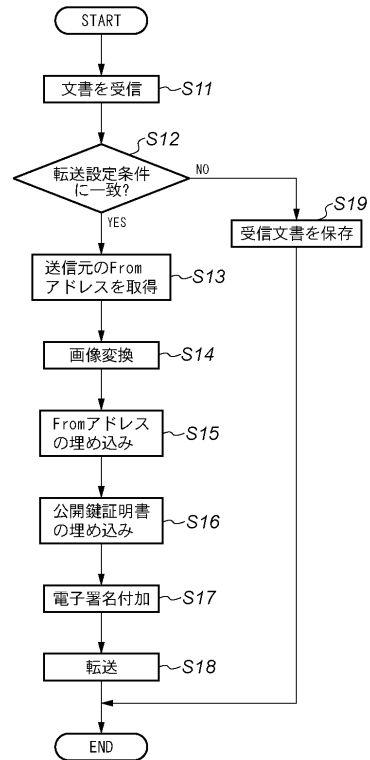 START
文書を受信
S11
S12
転送設定条件
に一致?
NO
YES
S19
受信文書を保存
送信元のFrom
アドレスを取得
S13
画像変換
S14
Fromアドレス
の埋め込み
S15
公開鍵証明書
の埋め込み
S16
電子署名付加
S17
転送
S18
END